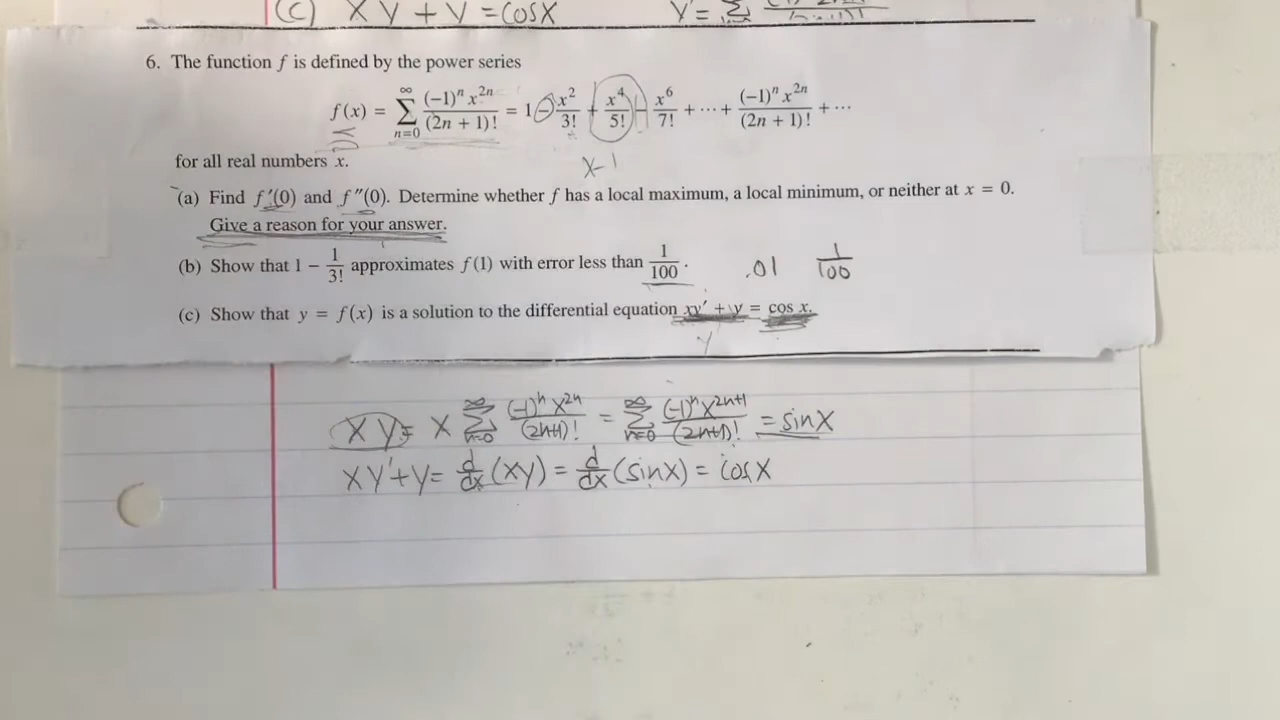 (C) XY + Y = COSX Y' = Σ
6. The function f is defined by the power series
f(x) = ∑_{n=0}^{∞} (-1)^n x^{2n} / (2n + 1)! = 1 - x^2/3! + x^4/5! - x^6/7! + ··· + (-1)^n x^{2n} / (2n + 1)! + ···
for all real numbers x.
x-1
(a) Find f'(0) and f''(0). Determine whether f has a local maximum, a local minimum, or neither at x = 0.
Give a reason for your answer.
(b) Show that 1 - 1/3! approximates f(1) with error less than 1/100. .01 1/100
(c) Show that y = f(x) is a solution to the differential equation xy' + y = cos x.
y
XY = X ∑_{n=0}^{∞} (-1)^n X^{2n} / (2n+1)! = ∑_{n=0}^{∞} (-1)^n X^{2n+1} / (2n+1)! = sinX
XY'+Y = d/dx (XY) = d/dx (sinX) = cosX